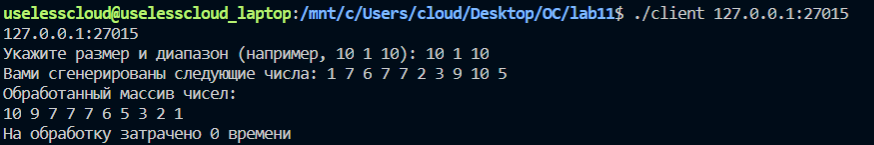 uselesscloud@uselesscloud_laptop:/mnt/c/Users/cloud/Desktop/OC/lab11$ ./client 127.0.0.1:27015
127.0.0.1:27015
Укажите размер и диапазон (например, 10 1 10): 10 1 10
Вами сгенерированы следующие числа: 1 7 6 7 7 2 3 9 10 5
Обработанный массив чисел:
10 9 7 7 7 6 5 3 2 1
На обработку затрачено 0 времени